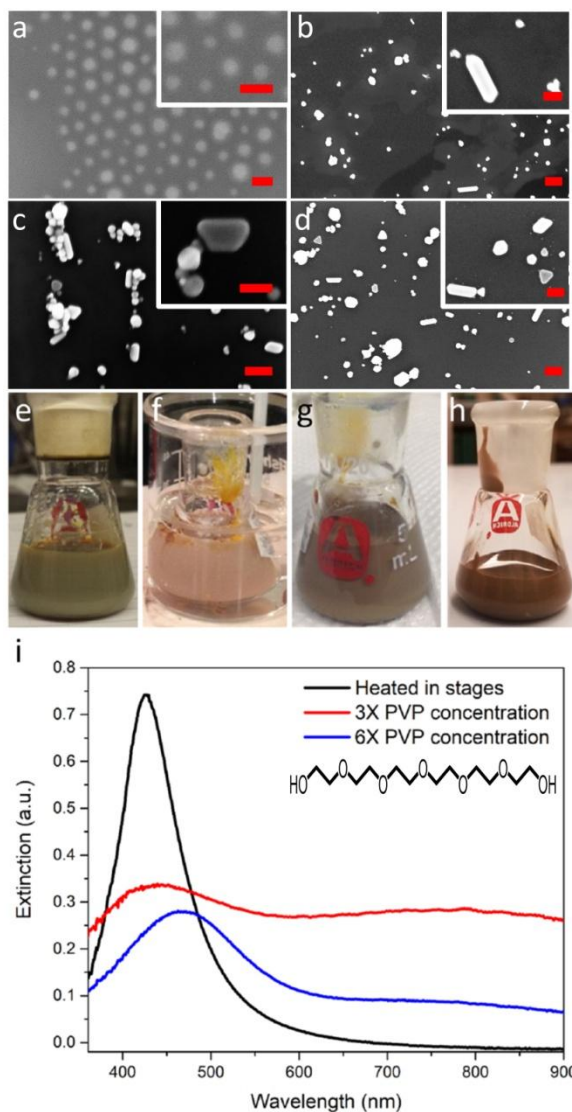 a
b
c
d
e
f
g
h
i
0.8
0.7
0.6
0.5
0.4
0.3
0.2
0.1
0.0
Extinction (a.u.)
Heated in stages
3X PVP concentration
6X PVP concentration
HO
O
O
O
O
O
OH
400
500
600
700
800
900
Wavelength (nm)